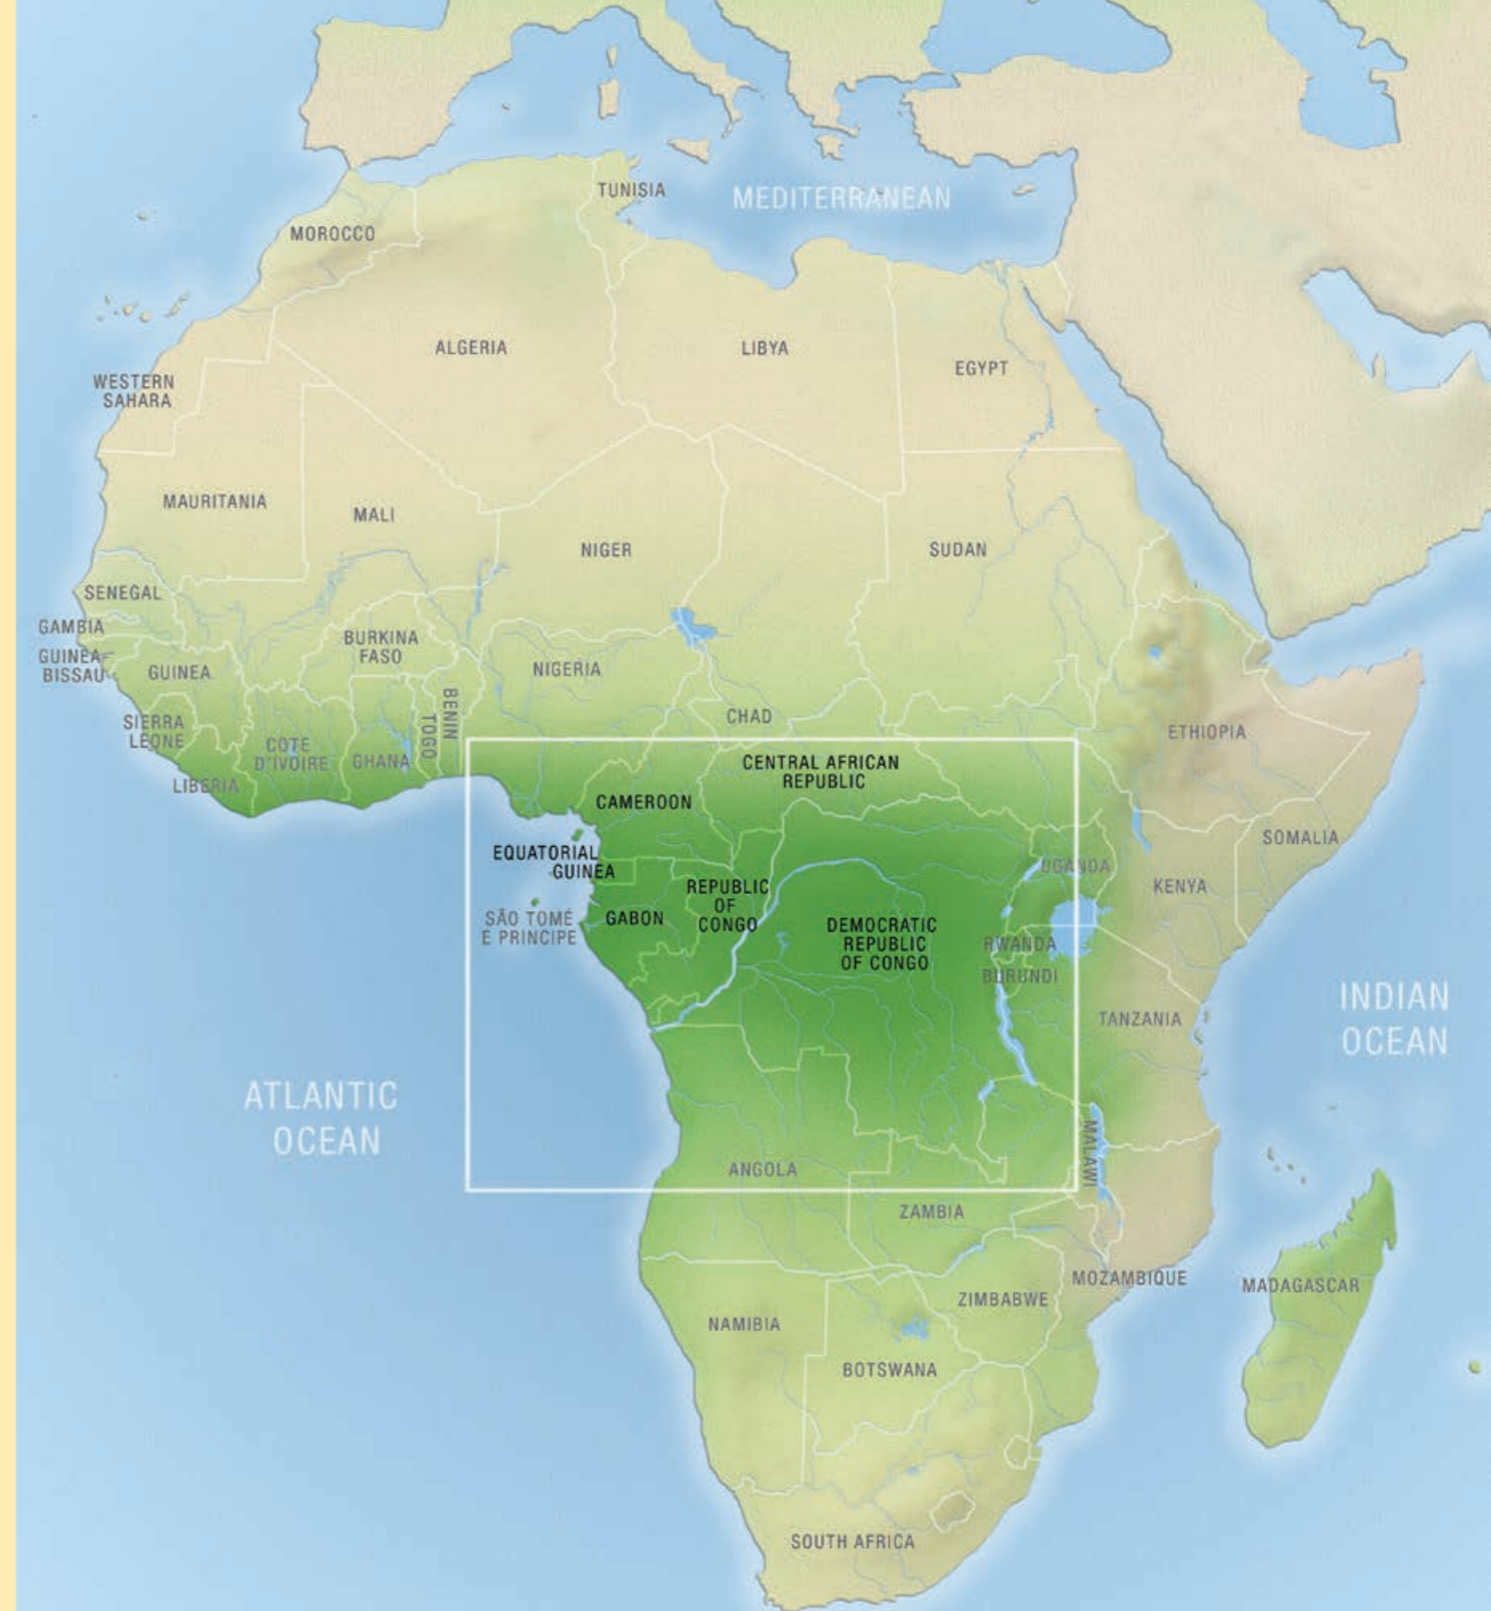 TUNISIA
MEDITERRANEAN
MOROCCO
ALGERIA
LIBYA
EGYPT
WESTERN
SAHARA
MAURITANIA
MALI
NIGER
SUDAN
SENEGAL
GAMBIA
GUINEA-
BISSAU
GUINEA
BURKINA
FASO
NIGERIA
BENIN
TOGO
CHAD
SIERRA
LEONE
COTE
D'IVOIRE
GHANA
LIBERIA
ETHIOPIA
CENTRAL AFRICAN
REPUBLIC
CAMEROON
SOMALIA
EQUATORIAL
GUINEA
UGANDA
KENYA
REPUBLIC
OF
CONGO
SÃO TOMÉ
E PRINCIPE
GABON
DEMOCRATIC
REPUBLIC
OF CONGO
RWANDA
BURUNDI
TANZANIA
INDIAN
OCEAN
ATLANTIC
OCEAN
MALAWI
ANGOLA
ZAMBIA
MOZAMBIQUE
MADAGASCAR
ZIMBABWE
NAMIBIA
BOTSWANA
SOUTH AFRICA